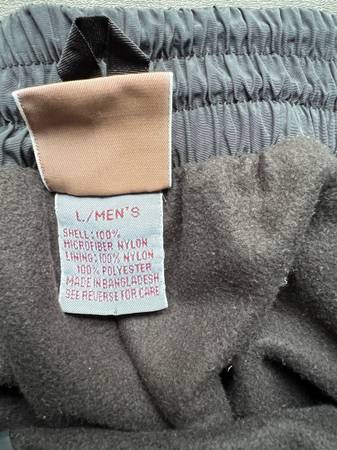 L/MEN'S
SHELL: 100%
MICROFIBER NYLON
LINING: 100% NYLON
100% POLYESTER
MADE IN BANGLADESH
SEE REVERSE FOR CARE